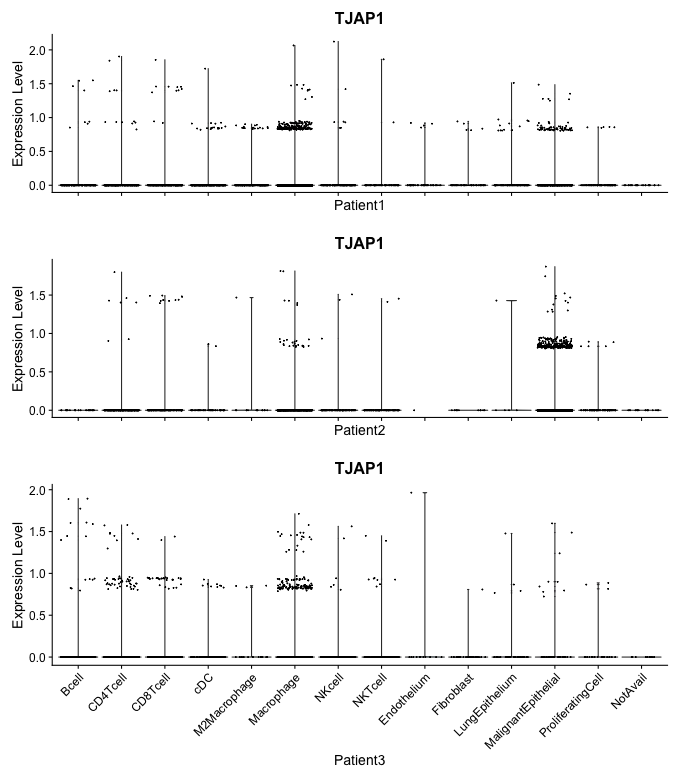 TJAP1
Expression Level
2.0
1.5
1.0
0.5
0.0
Patient1
TJAP1
Expression Level
1.5
1.0
0.5
0.0
Patient2
TJAP1
Expression Level
2.0
1.5
1.0
0.5
0.0
Bcell
CD4Tcell
CD8Tcell
cDC
M2Macrophage
Macrophage
NKcell
NKTcell
Endothelium
Fibroblast
LungEpithelium
MalignantEpithelial
ProliferatingCell
NotAvail
Patient3